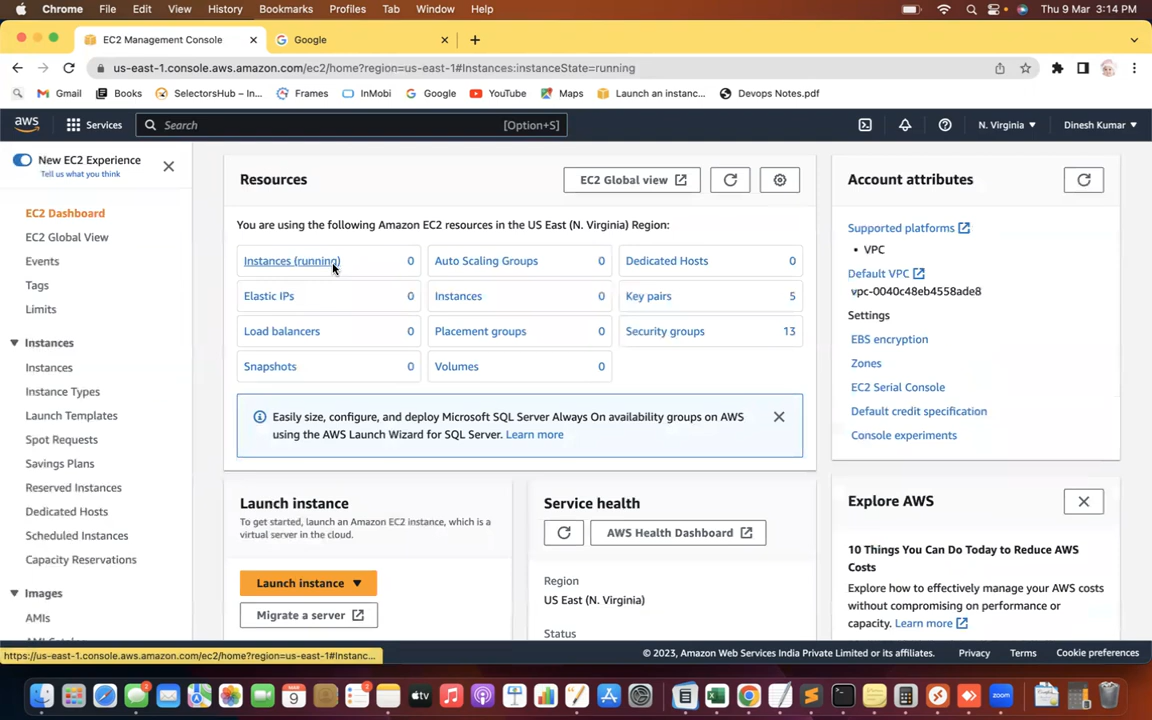 Chrome File Edit View History Bookmarks Profiles Tab Window Help Thu 9 Mar 3:14 PM
EC2 Management Console Google
us-east-1.console.aws.amazon.com/ec2/home?region=us-east-1#Instances:instanceState=running
Gmail Books SelectorsHub – In... Frames InMobi Google YouTube Maps Launch an instanc... Devops Notes.pdf
aws Services Search [Option+S] N. Virginia Dinesh Kumar
New EC2 Experience
Tell us what you think
EC2 Dashboard
EC2 Global View
Events
Tags
Limits
Instances
Instances
Instance Types
Launch Templates
Spot Requests
Savings Plans
Reserved Instances
Dedicated Hosts
Scheduled Instances
Capacity Reservations
Images
AMIs
Resources EC2 Global view
You are using the following Amazon EC2 resources in the US East (N. Virginia) Region:
Instances (running) 0 Auto Scaling Groups 0 Dedicated Hosts 0
Elastic IPs 0 Instances 0 Key pairs 5
Load balancers 0 Placement groups 0 Security groups 13
Snapshots 0 Volumes 0
Easily size, configure, and deploy Microsoft SQL Server Always On availability groups on AWS
using the AWS Launch Wizard for SQL Server. Learn more
Launch instance
To get started, launch an Amazon EC2 instance, which is a
virtual server in the cloud.
Launch instance
Migrate a server
Service health
AWS Health Dashboard
Region
US East (N. Virginia)
Status
Account attributes
Supported platforms
• VPC
Default VPC
vpc-0040c48eb4558ade8
Settings
EBS encryption
Zones
EC2 Serial Console
Default credit specification
Console experiments
Explore AWS
10 Things You Can Do Today to Reduce AWS
Costs
Explore how to effectively manage your AWS costs
without compromising on performance or
capacity. Learn more
https://us-east-1.console.aws.amazon.com/ec2/home?region=us-east-1#Instanc...
© 2023, Amazon Web Services India Private Limited or its affiliates. Privacy Terms Cookie preferences